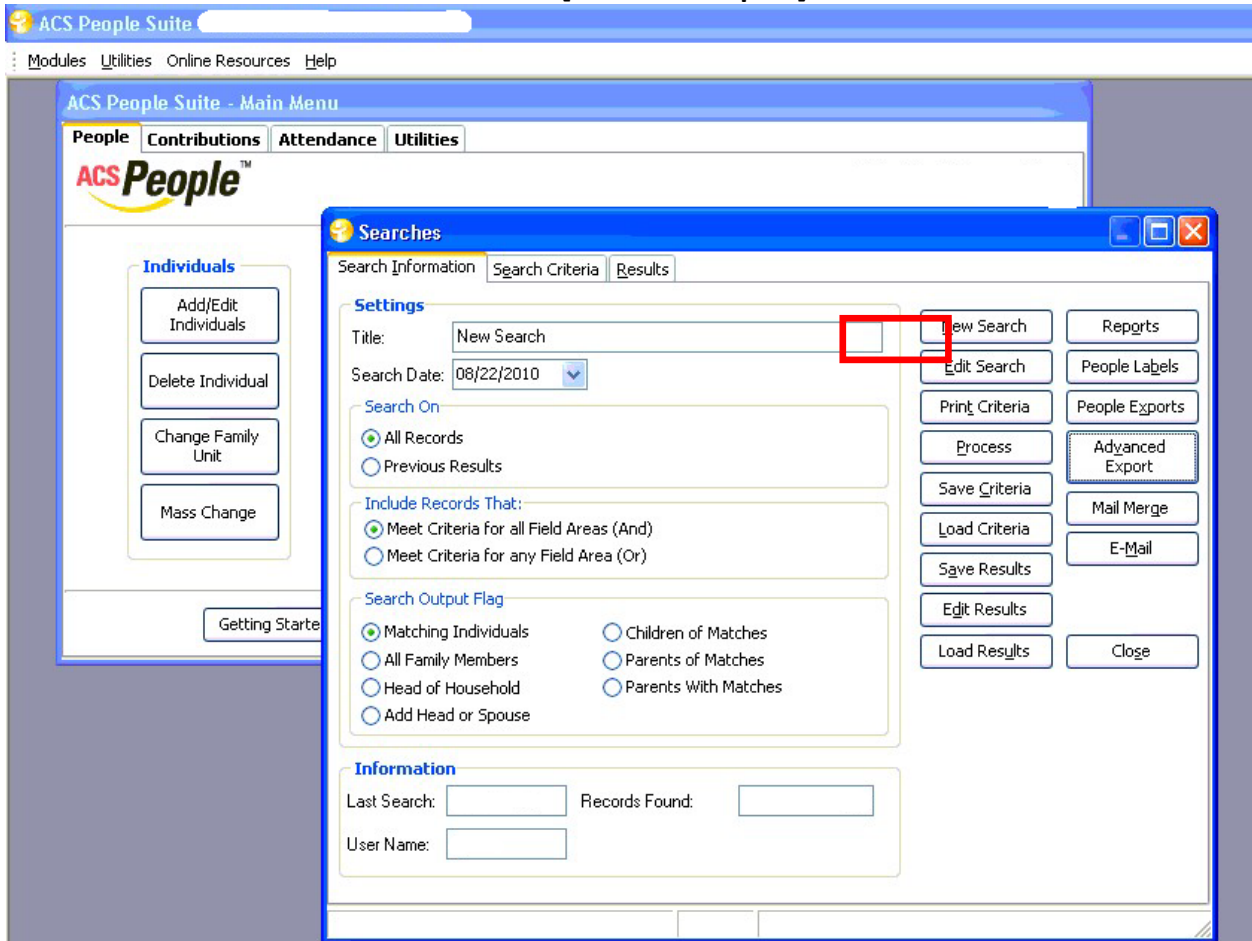 ACS People Suite
Modules Utilities Online Resources Help
ACS People Suite - Main Menu
People Contributions Attendance Utilities
ACS People™
Individuals
Add/Edit
Individuals
Delete Individual
Change Family
Unit
Mass Change
Getting Starte
Searches
Search Information Search Criteria Results
Settings
Title: New Search
Search Date: 08/22/2010
Search On
All Records
Previous Results
Include Records That:
Meet Criteria for all Field Areas (And)
Meet Criteria for any Field Area (Or)
Search Output Flag
Matching Individuals Children of Matches
All Family Members Parents of Matches
Head of Household Parents With Matches
Add Head or Spouse
Information
Last Search: Records Found:
User Name:
New Search Reports
Edit Search People Labels
Print Criteria People Exports
Process Advanced
Export
Save Criteria Mail Merge
Load Criteria E-Mail
Save Results
Edit Results
Load Results Close